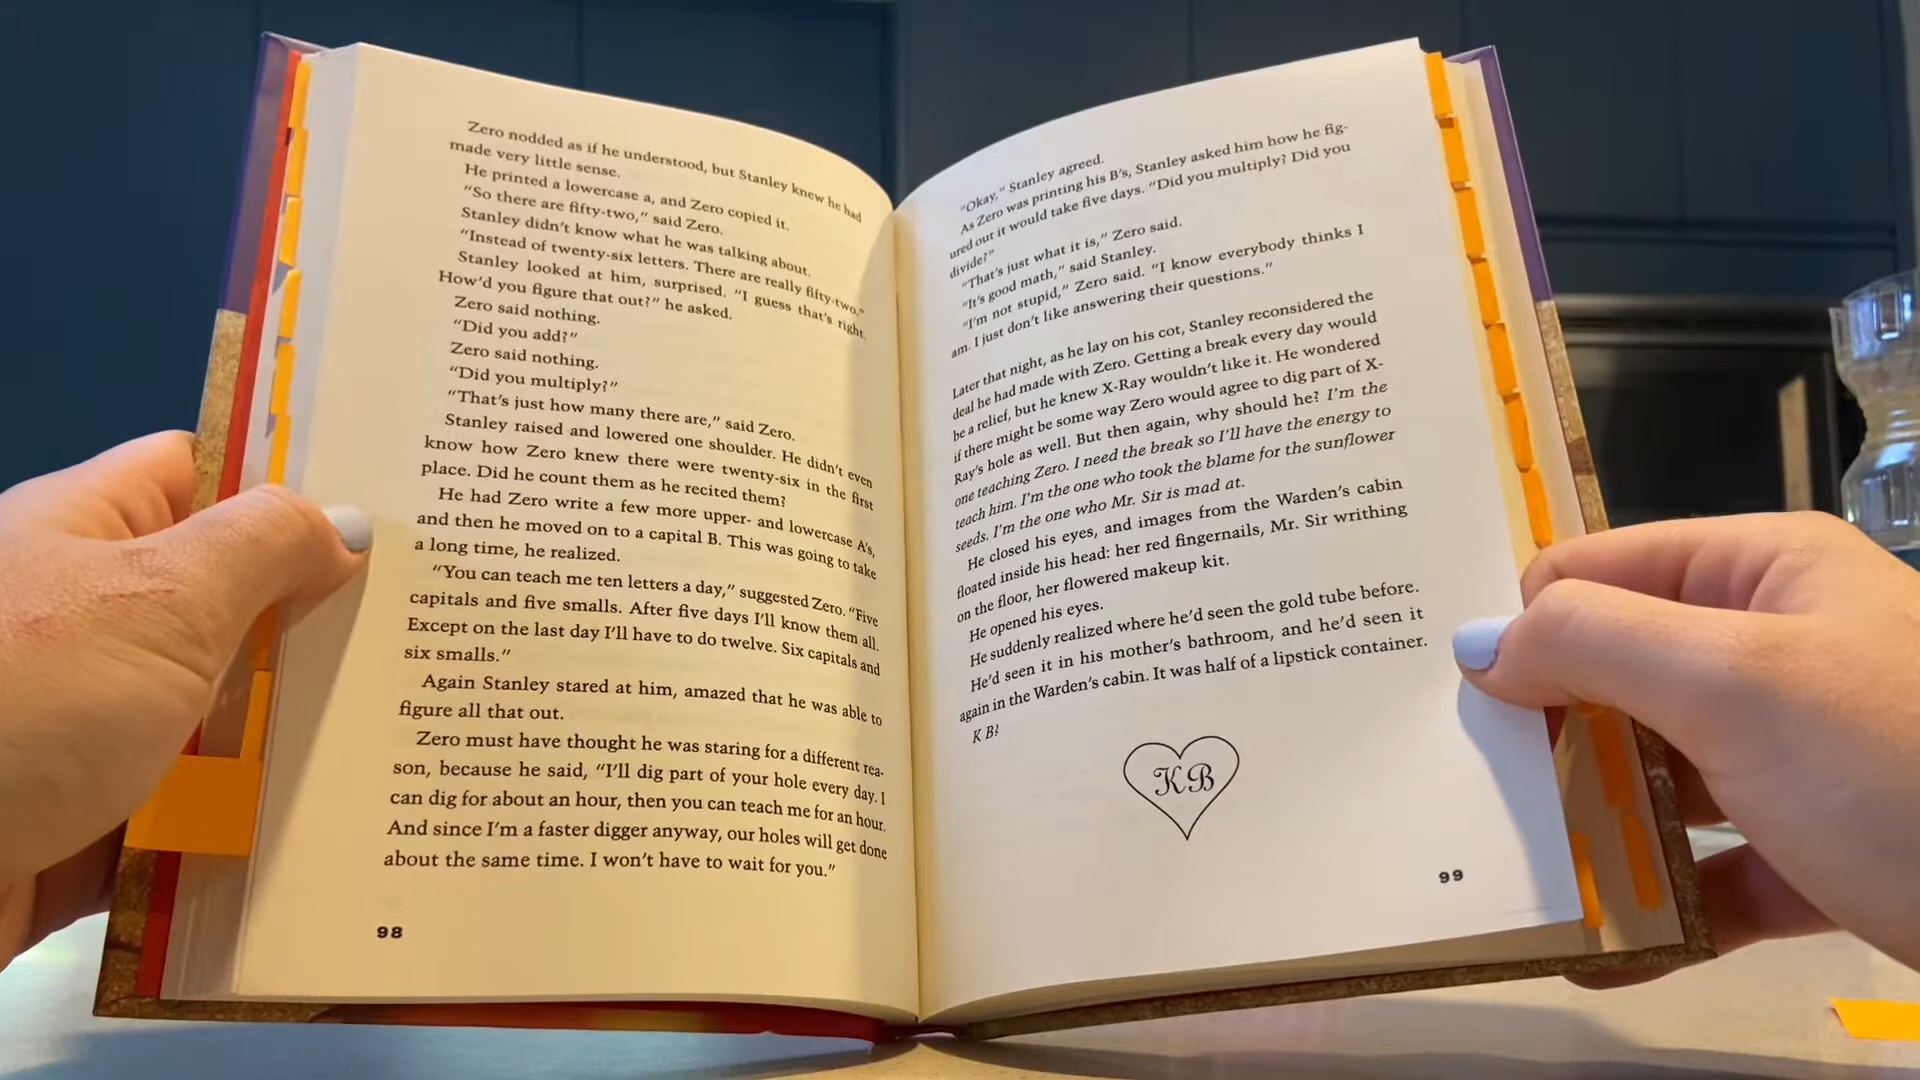 Zero nodded as if he understood, but Stanley knew he had
made very little sense.
He printed a lowercase a, and Zero copied it.
“So there are fifty-two,” said Zero.
Stanley didn’t know what he was talking about.
“Instead of twenty-six letters. There are really fifty-two.”
Stanley looked at him, surprised. “I guess that’s right.
How’d you figure that out?” he asked.
Zero said nothing.
“Did you add?”
Zero said nothing.
“Did you multiply?”
“That’s just how many there are,” said Zero.
Stanley raised and lowered one shoulder. He didn’t even
know how Zero knew there were twenty-six in the first
place. Did he count them as he recited them?
He had Zero write a few more upper- and lowercase A’s,
and then he moved on to a capital B. This was going to take
a long time, he realized.
“You can teach me ten letters a day,” suggested Zero. “Five
capitals and five smalls. After five days I’ll know them all.
Except on the last day I’ll have to do twelve. Six capitals and
six smalls.”
Again Stanley stared at him, amazed that he was able to
figure all that out.
Zero must have thought he was staring for a different rea-
son, because he said, “I’ll dig part of your hole every day. I
can dig for about an hour, then you can teach me for an hour.
And since I’m a faster digger anyway, our holes will get done
about the same time. I won’t have to wait for you.”
98
“Okay,” Stanley agreed.
As Zero was printing his B’s, Stanley asked him how he fig-
ured out it would take five days. “Did you multiply? Did you
divide?”
“That’s just what it is,” Zero said.
“It’s good math,” said Stanley.
“I’m not stupid,” Zero said. “I know everybody thinks I
am. I just don’t like answering their questions.”
Later that night, as he lay on his cot, Stanley reconsidered the
deal he had made with Zero. Getting a break every day would
be a relief, but he knew X-Ray wouldn’t like it. He wondered
if there might be some way Zero would agree to dig part of X-
Ray’s hole as well. But then again, why should he? I’m the
one teaching Zero. I need the break so I’ll have the energy to
teach him. I’m the one who took the blame for the sunflower
seeds. I’m the one who Mr. Sir is mad at.
He closed his eyes, and images from the Warden’s cabin
floated inside his head: her red fingernails, Mr. Sir writhing
on the floor, her flowered makeup kit.
He opened his eyes.
He suddenly realized where he’d seen the gold tube before.
He’d seen it in his mother’s bathroom, and he’d seen it
again in the Warden’s cabin. It was half of a lipstick container.
K B?
KB
99